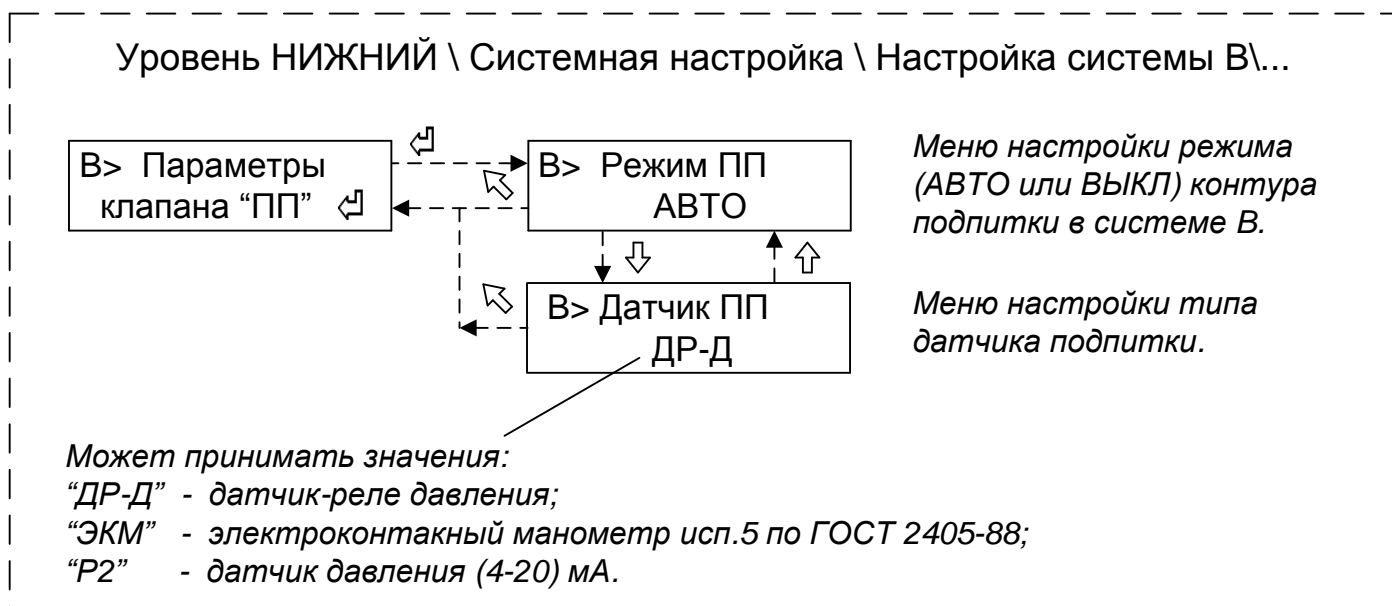 Уровень НИЖНИЙ \ Системная настройка \ Настройка системы В\...
В> Параметры
клапана “ПП”
В> Режим ПП
АВТО
Меню настройки режима
(АВТО или ВЫКЛ) контура
подпитки в системе В.
В> Датчик ПП
ДР-Д
Меню настройки типа
датчика подпитки.
Может принимать значения:
“ДР-Д” - датчик-реле давления;
“ЭКМ” - электроконтакный манометр исп.5 по ГОСТ 2405-88;
“Р2” - датчик давления (4-20) мА.